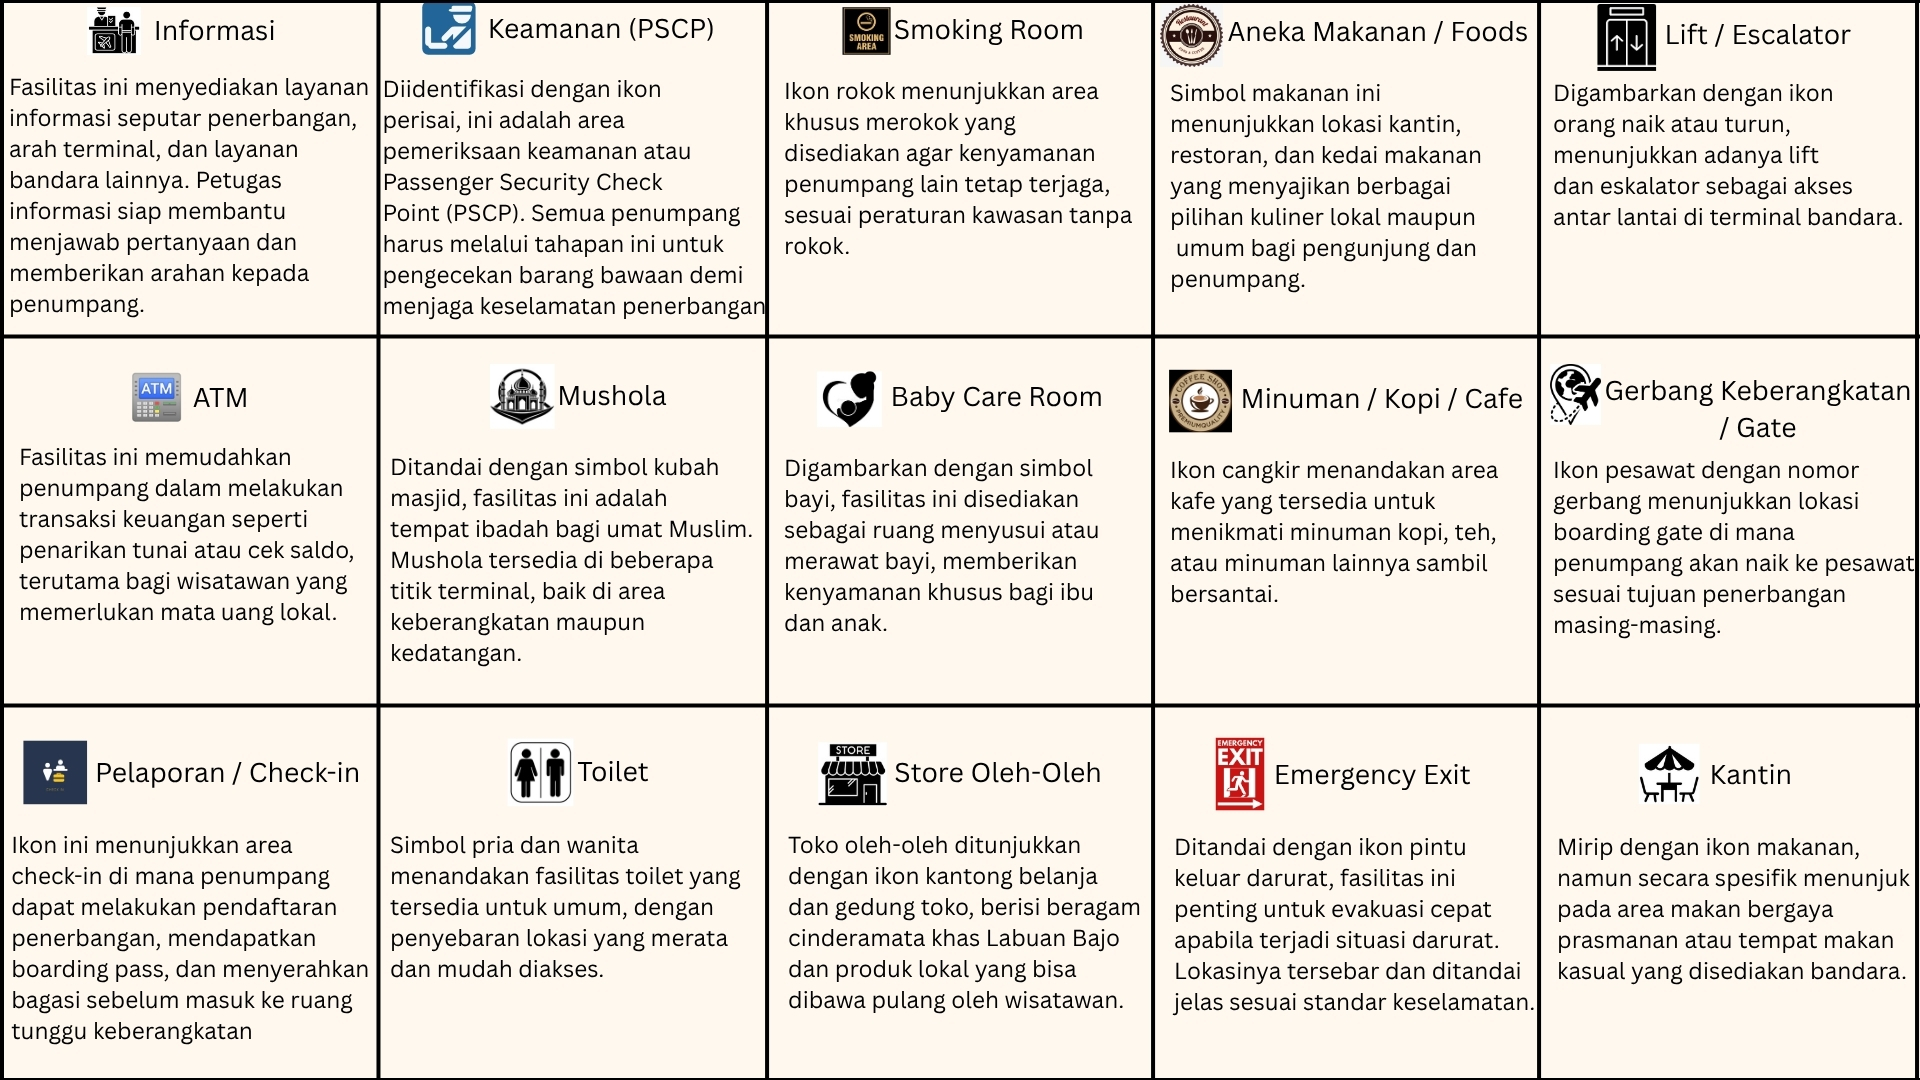 Informasi
Fasilitas ini menyediakan layanan
informasi seputar penerbangan,
arah terminal, dan layanan
bandara lainnya. Petugas
informasi siap membantu
menjawab pertanyaan dan
memberikan arahan kepada
penumpang.
Keamanan (PSCP)
Diidentifikasi dengan ikon
perisai, ini adalah area
pemeriksaan keamanan atau
Passenger Security Check
Point (PSCP). Semua penumpang
harus melalui tahapan ini untuk
pengecekan barang bawaan demi
menjaga keselamatan penerbangan
SMOKING
AREA
Smoking Room
Ikon rokok menunjukkan area
khusus merokok yang
disediakan agar kenyamanan
penumpang lain tetap terjaga,
sesuai peraturan kawasan tanpa
rokok.
Restaurant
Aneka Makanan / Foods
Simbol makanan ini
menunjukkan lokasi kantin,
restoran, dan kedai makanan
yang menyajikan berbagai
pilihan kuliner lokal maupun
umum bagi pengunjung dan
penumpang.
Lift / Escalator
Digambarkan dengan ikon
orang naik atau turun,
menunjukkan adanya lift
dan eskalator sebagai akses
antar lantai di terminal bandara.
ATM
ATM
Fasilitas ini memudahkan
penumpang dalam melakukan
transaksi keuangan seperti
penarikan tunai atau cek saldo,
terutama bagi wisatawan yang
memerlukan mata uang lokal.
Mushola
Ditandai dengan simbol kubah
masjid, fasilitas ini adalah
tempat ibadah bagi umat Muslim.
Mushola tersedia di beberapa
titik terminal, baik di area
keberangkatan maupun
kedatangan.
Baby Care Room
Digambarkan dengan simbol
bayi, fasilitas ini disediakan
sebagai ruang menyusui atau
merawat bayi, memberikan
kenyamanan khusus bagi ibu
dan anak.
COFFEE SHOP
PREMIUM QUALITY
Minuman / Kopi / Cafe
Ikon cangkir menandakan area
kafe yang tersedia untuk
menikmati minuman kopi, teh,
atau minuman lainnya sambil
bersantai.
Gerbang Keberangkatan
/ Gate
Ikon pesawat dengan nomor
gerbang menunjukkan lokasi
boarding gate di mana
penumpang akan naik ke pesawat
sesuai tujuan penerbangan
masing-masing.
Pelaporan / Check-in
Ikon ini menunjukkan area
check-in di mana penumpang
dapat melakukan pendaftaran
penerbangan, mendapatkan
boarding pass, dan menyerahkan
bagasi sebelum masuk ke ruang
tunggu keberangkatan
Toilet
Simbol pria dan wanita
menandakan fasilitas toilet yang
tersedia untuk umum, dengan
penyebaran lokasi yang merata
dan mudah diakses.
STORE
Store Oleh-Oleh
Toko oleh-oleh ditunjukkan
dengan ikon kantong belanja
dan gedung toko, berisi beragam
cinderamata khas Labuan Bajo
dan produk lokal yang bisa
dibawa pulang oleh wisatawan.
EMERGENCY
EXIT
Emergency Exit
Ditandai dengan ikon pintu
keluar darurat, fasilitas ini
penting untuk evakuasi cepat
apabila terjadi situasi darurat.
Lokasinya tersebar dan ditandai
jelas sesuai standar keselamatan.
Kantin
Mirip dengan ikon makanan,
namun secara spesifik menunjuk
pada area makan bergaya
prasmanan atau tempat makan
kasual yang disediakan bandara.